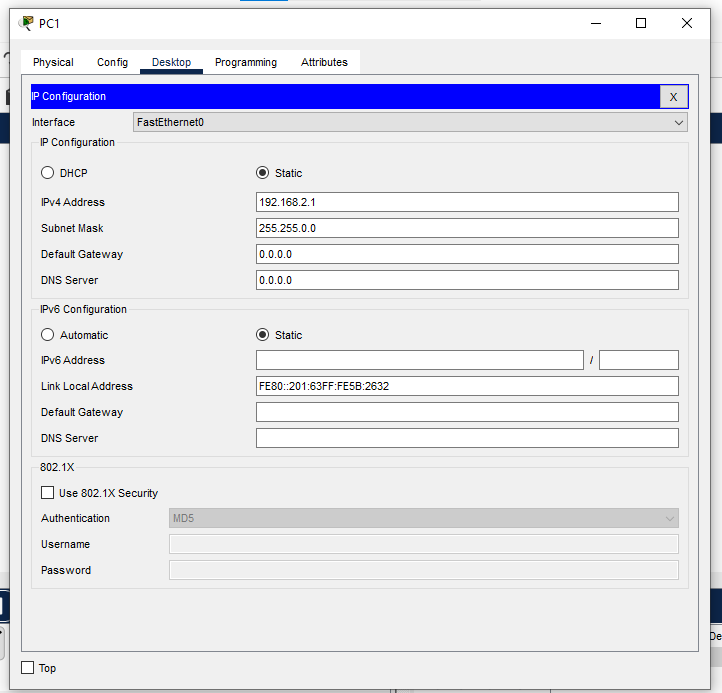 PC1
Physical Config Desktop Programming Attributes
IP Configuration X
Interface FastEthernet0
IP Configuration
DHCP Static
IPv4 Address 192.168.2.1
Subnet Mask 255.255.0.0
Default Gateway 0.0.0.0
DNS Server 0.0.0.0
IPv6 Configuration
Automatic Static
IPv6 Address /
Link Local Address FE80::201:63FF:FE5B:2632
Default Gateway
DNS Server
802.1X
Use 802.1X Security
Authentication MD5
Username
Password
De
Top